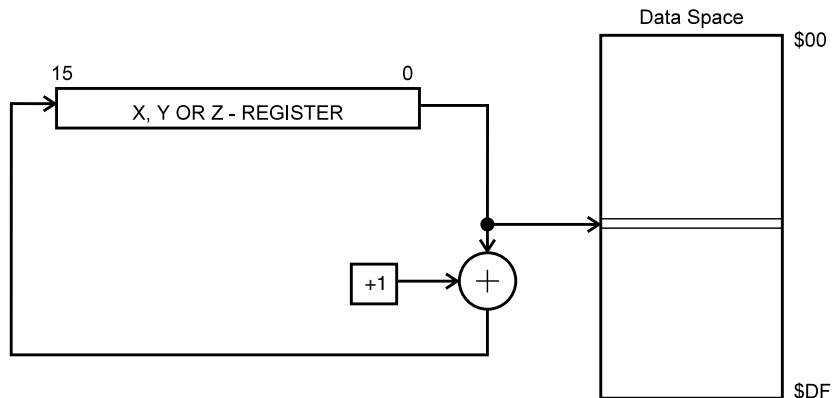 Data Space
$00
15 0
X, Y OR Z - REGISTER
+1
+
$DF